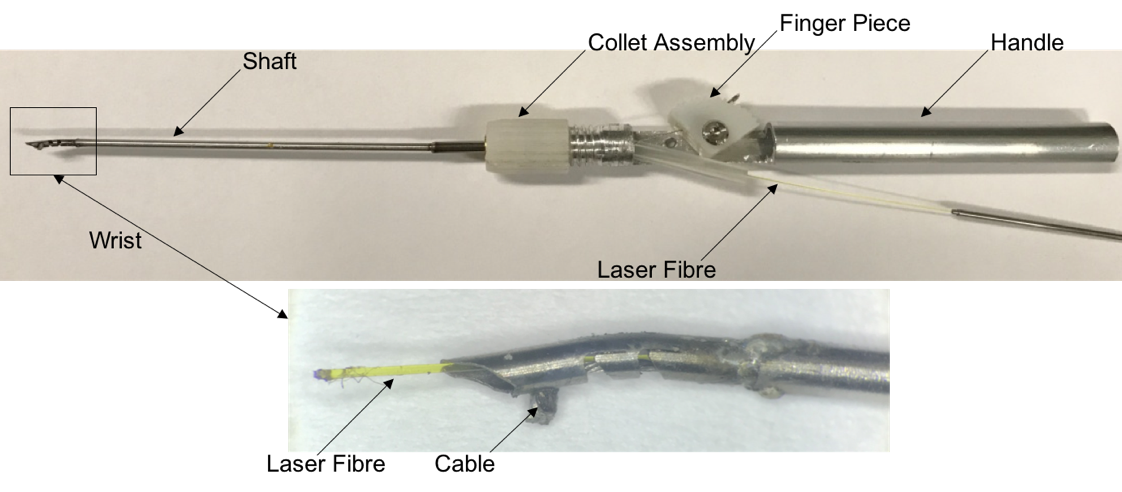 Finger Piece
Collet Assembly
Handle
Shaft
Wrist
Laser Fibre
Laser Fibre
Cable